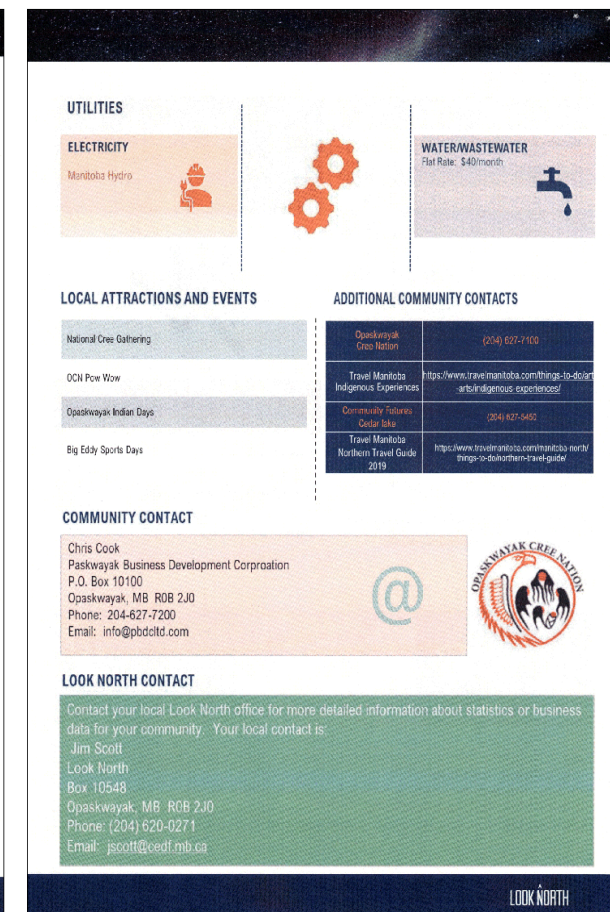 UTILITIES
ELECTRICITY
Manitoba Hydro
WATER/WASTEWATER
Flat Rate: $40/month
LOCAL ATTRACTIONS AND EVENTS
National Cree Gathering
OCN Pow Wow
Opaskwayak Indian Days
Big Eddy Sports Days
ADDITIONAL COMMUNITY CONTACTS
Opaskwayak
Cree Nation
(204) 627-7100
Travel Manitoba
Indigenous Experiences
https://www.travelmanitoba.com/things-to-do/art
-arts/indigenous-experiences/
Community Futures
Cedar lake
(204) 627-5450
Travel Manitoba
Northern Travel Guide
2019
https://www.travelmanitoba.com/manitoba-north/
things-to-do/northern-travel-guide/
COMMUNITY CONTACT
Chris Cook
Paskwayak Business Development Corproation
P.O. Box 10100
Opaskwayak, MB R0B 2J0
Phone: 204-627-7200
Email: info@pbdcltd.com
@
OPASKWAYAK CREE NATION
LOOK NORTH CONTACT
Contact your local Look North office for more detailed information about statistics or business
data for your community. Your local contact is:
Jim Scott
Look North
Box 10548
Opaskwayak, MB R0B 2J0
Phone: (204) 620-0271
Email: jscott@cedf.mb.ca
LOOK NORTH